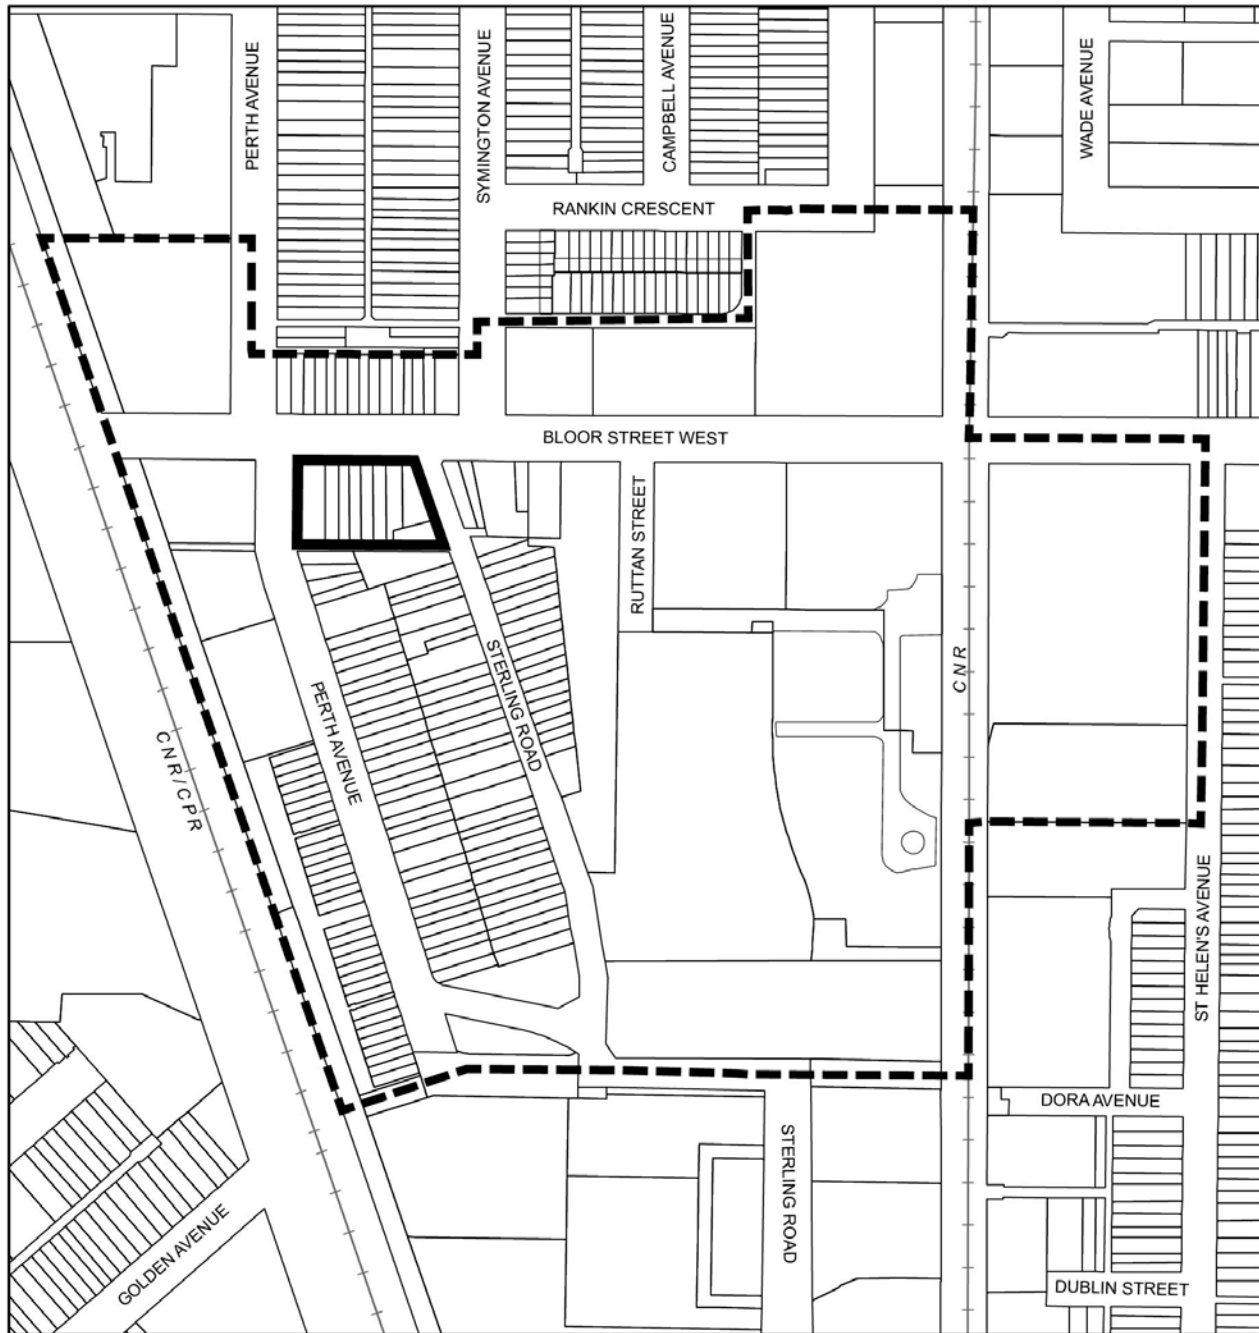 PERTH AVENUE
SYMINGTON AVENUE
CAMPBELL AVENUE
WADE AVENUE
RANKIN CRESCENT
BLOOR STREET WEST
RUTTAN STREET
STERLING ROAD
PERTH AVENUE
CNR
CNR/CPR
ST HELEN'S AVENUE
DORA AVENUE
STERLING ROAD
GOLDEN AVENUE
DUBLIN STREET